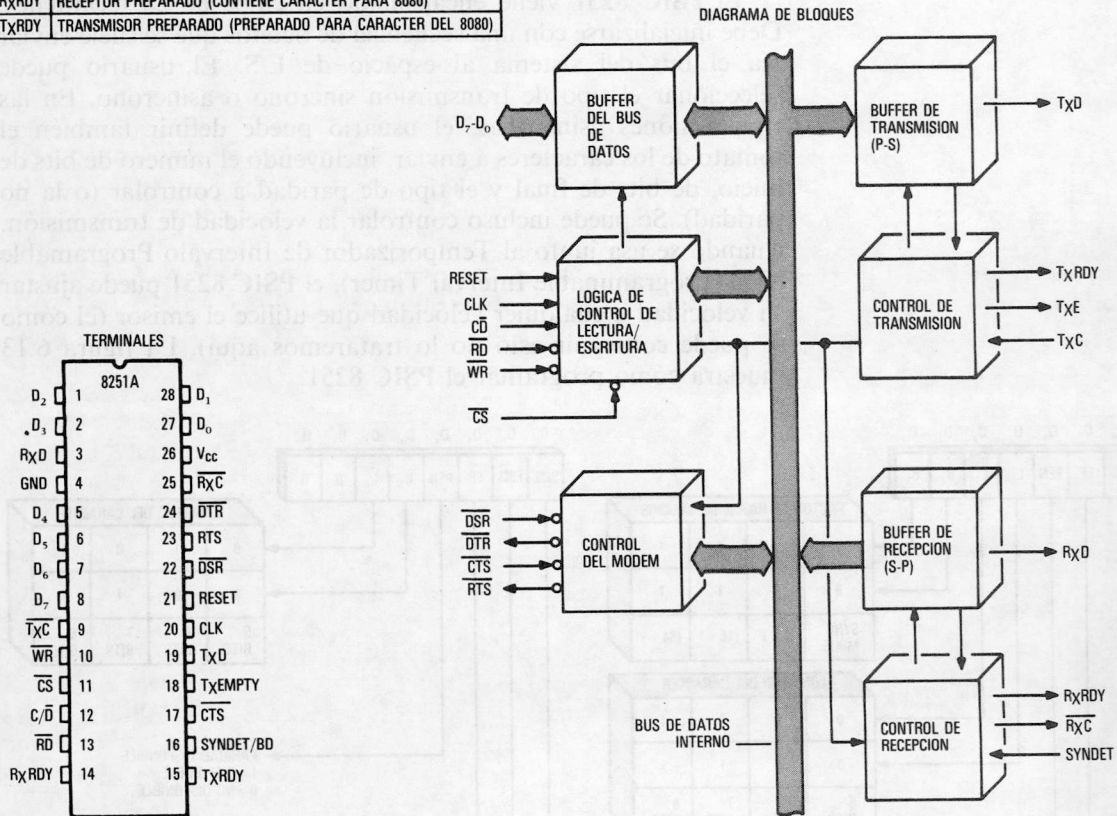 RXRDY RECEPTOR PREPARADO (CONTIENE CARACTER PARA 8080)
TXRDY TRANSMISOR PREPARADO (PREPARADO PARA CARACTER DEL 8080)
DIAGRAMA DE BLOQUES
BUFFER
DEL BUS
DE
DATOS
D7-D0
BUFFER DE
TRANSMISION
(P-S)
TXD
RESET
CLK
C̅D̅
R̅D̅
W̅R̅
C̅S̅
LOGICA DE
CONTROL DE
LECTURA/
ESCRITURA
CONTROL DE
TRANSMISION
TXRDY
TXE
TXC
TERMINALES
8251A
D2 1 28 D1
D3 2 27 D0
RXD 3 26 VCC
GND 4 25 R̅X̅C̅
D4 5 24 D̅T̅R̅
D5 6 23 RTS
D6 7 22 D̅S̅R̅
D7 8 21 RESET
T̅X̅C̅ 9 20 CLK
W̅R̅ 10 19 TXD
C̅S̅ 11 18 TXEMPTY
C/D̅ 12 17 C̅T̅S̅
R̅D̅ 13 16 SYNDET/BD
RXRDY 14 15 TXRDY
D̅S̅R̅
D̅T̅R̅
C̅T̅S̅
R̅T̅S̅
CONTROL
DEL MODEM
BUFFER DE
RECEPCION
(S-P)
RXD
BUS DE DATOS
INTERNO
CONTROL DE
RECEPCION
RXRDY
R̅X̅C̅
SYNDET